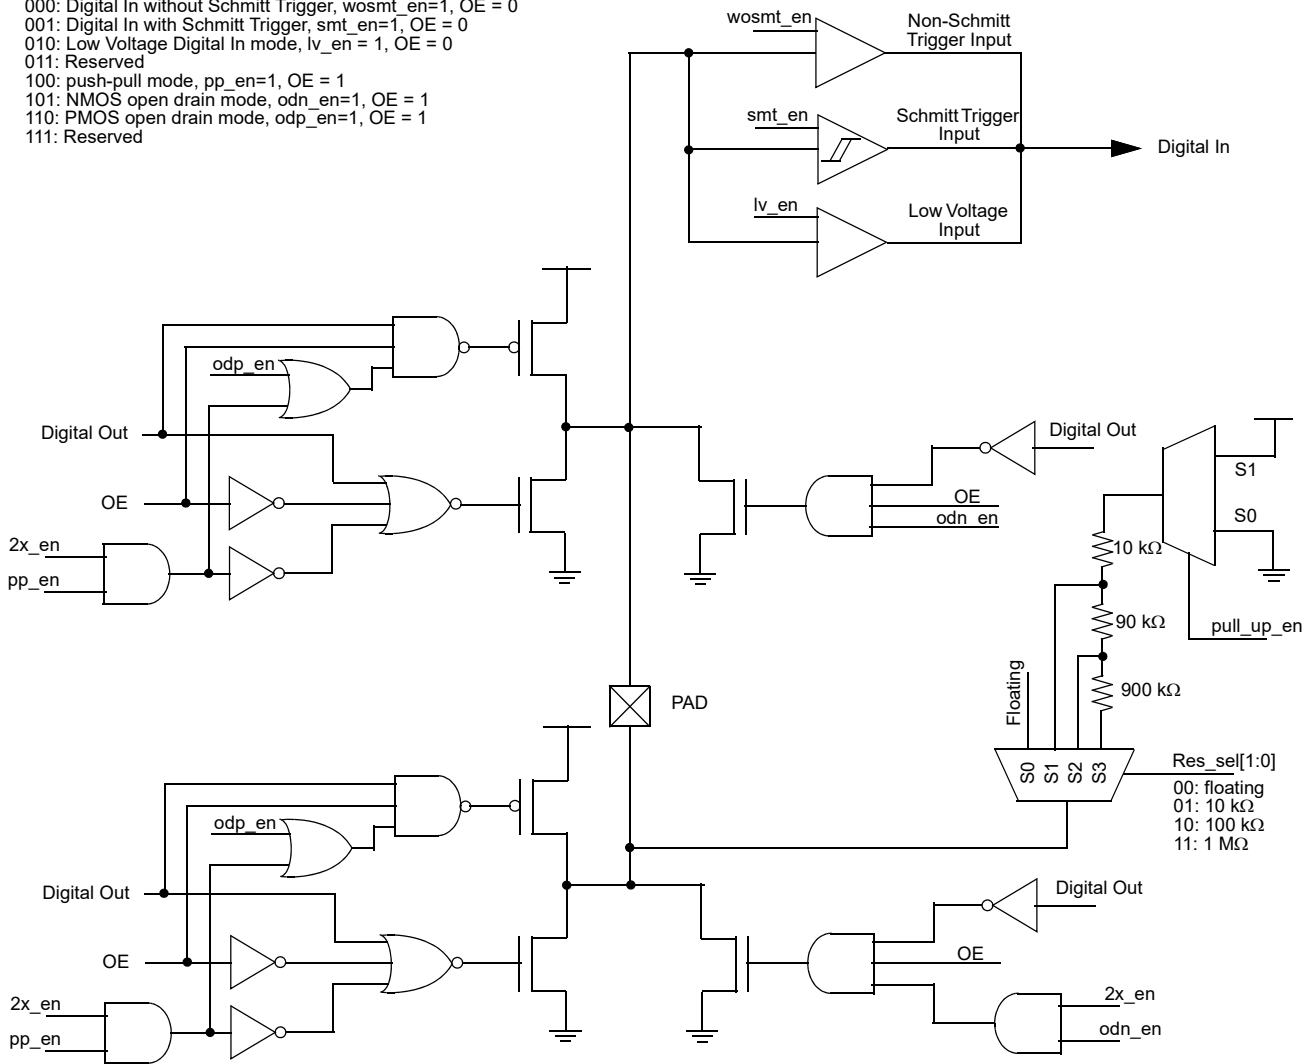 000: Digital In without Schmitt Trigger, wosmt_en=1, OE = 0
001: Digital In with Schmitt Trigger, smt_en=1, OE = 0
010: Low Voltage Digital In mode, lv_en = 1, OE = 0
011: Reserved
100: push-pull mode, pp_en=1, OE = 1
101: NMOS open drain mode, odn_en=1, OE = 1
110: PMOS open drain mode, odp_en=1, OE = 1
111: Reserved
wosmt_en
Non-Schmitt
Trigger Input
smt_en
Schmitt Trigger
Input
Digital In
lv_en
Low Voltage
Input
odp_en
Digital Out
OE
2x_en
pp_en
Digital Out
OE
odn_en
S1
S0
10 kΩ
90 kΩ
pull_up_en
900 kΩ
Floating
PAD
S0
S1
S2
S3
Res_sel[1:0]
00: floating
01: 10 kΩ
10: 100 kΩ
11: 1 MΩ
odp_en
Digital Out
OE
2x_en
pp_en
Digital Out
OE
2x_en
odn_en